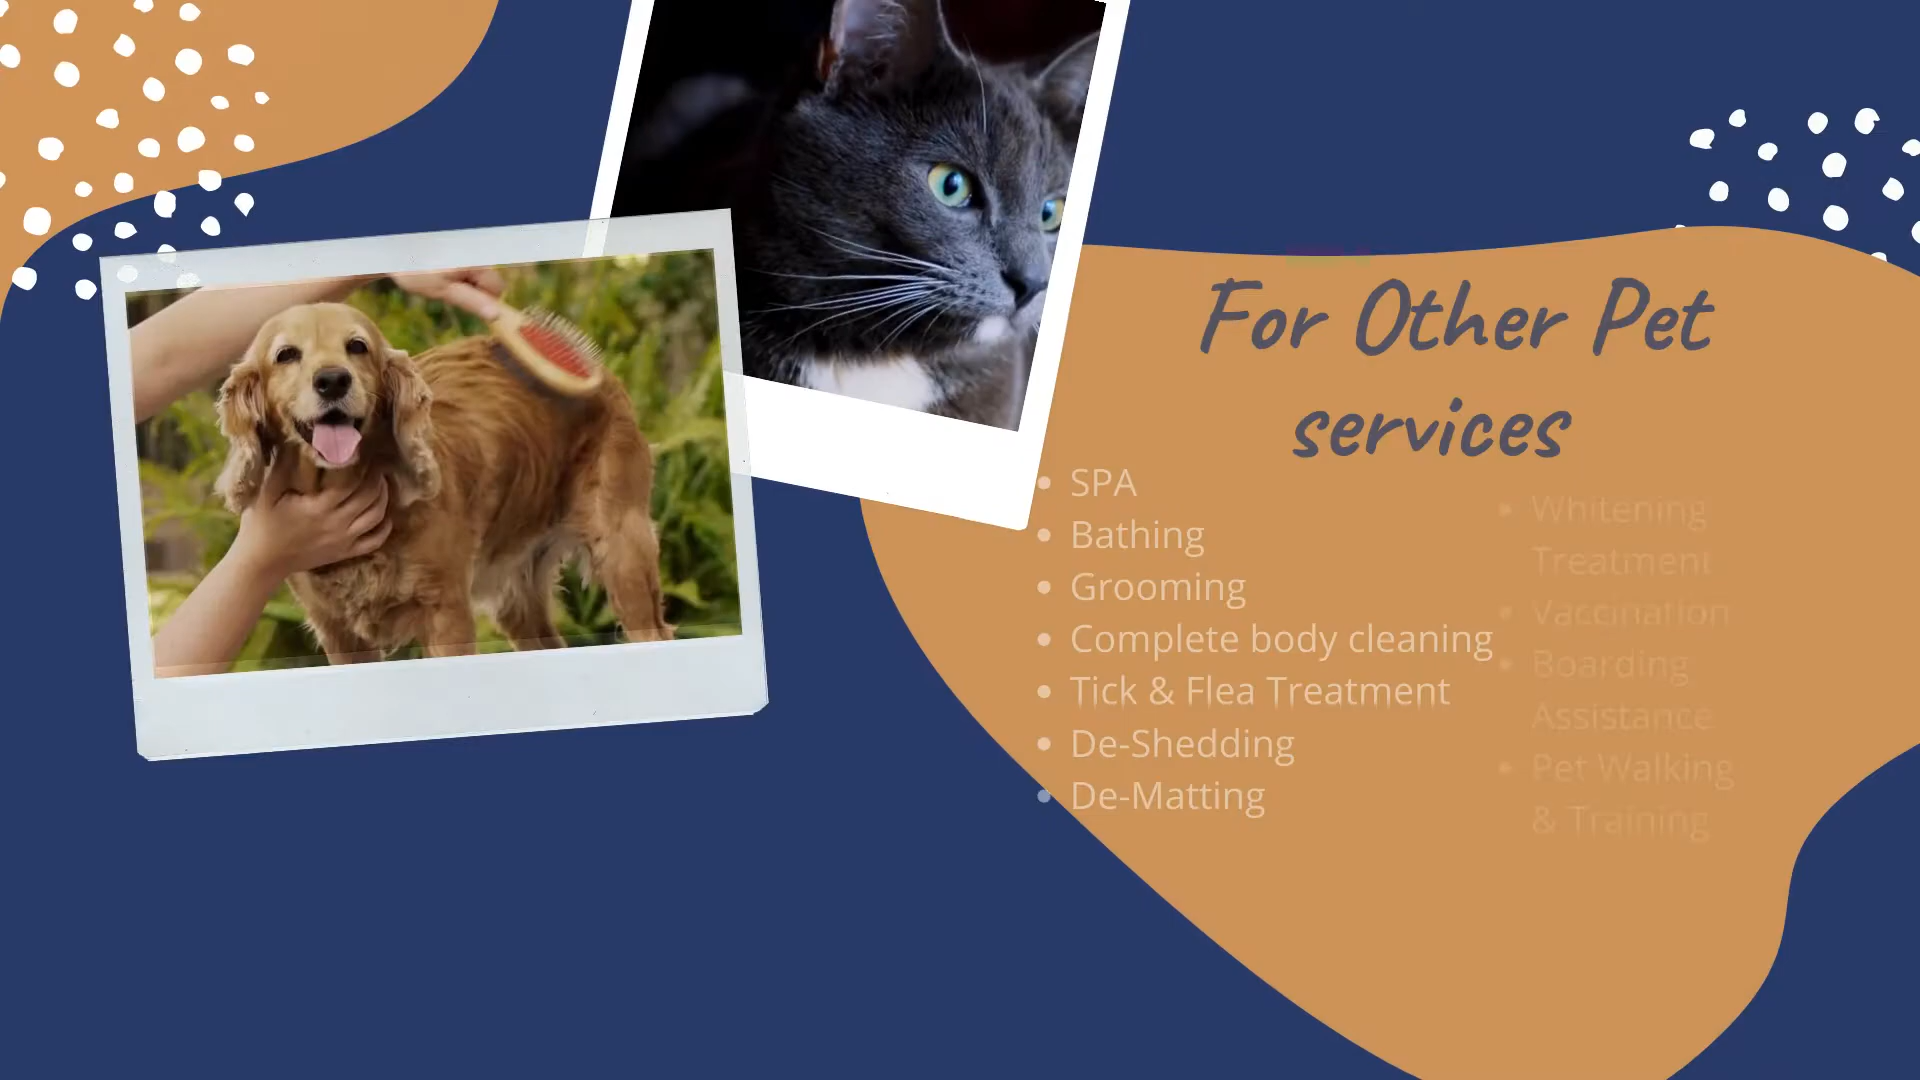 For Other Pet
services
SPA
Bathing
Grooming
Complete body cleaning
Tick & Flea Treatment
De-Shedding
De-Matting
Whitening
Treatment
Vaccination
Boarding
Assistance
Pet Walking
& Training